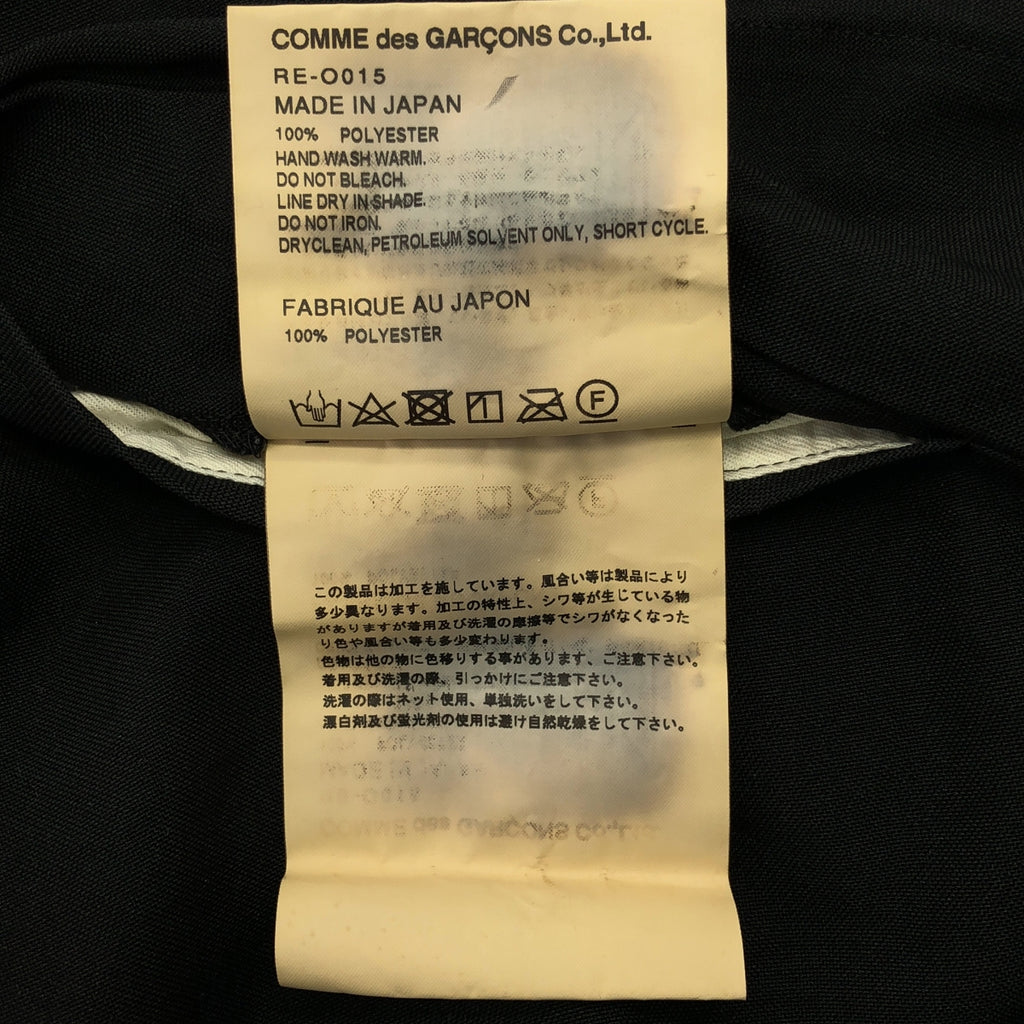 COMME des GARÇONS Co.,Ltd.
RE-O015
MADE IN JAPAN
100% POLYESTER
HAND WASH WARM.
DO NOT BLEACH.
LINE DRY IN SHADE.
DO NOT IRON.
DRYCLEAN, PETROLEUM SOLVENT ONLY, SHORT CYCLE.
FABRIQUE AU JAPON
100% POLYESTER
F
この製品は加工を施しています。風合い等は製品により
多少異なります。加工の特性上、シワ等が生じている物
がありますが着用及び洗濯の摩擦等でシワがなくなった
り色や風合い等も多少変わります。
色物は他の物に色移りする事があります、ご注意下さい。
着用及び洗濯の際、引っかけにご注意下さい。
洗濯の際はネット使用、単独洗いをして下さい。
漂白剤及び蛍光剤の使用は避け自然乾燥をして下さい。